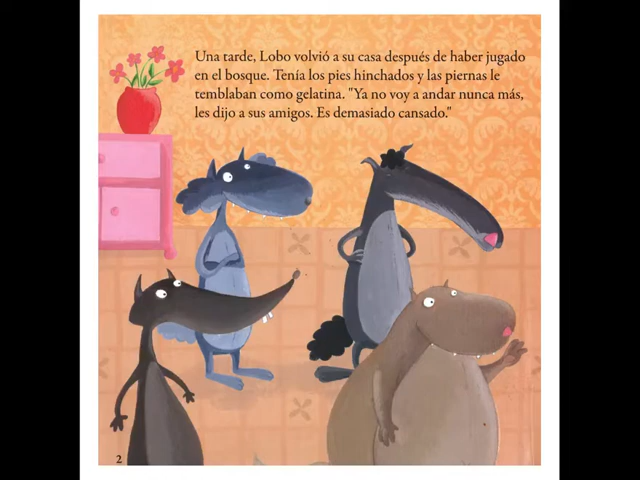 Una tarde, Lobo volvió a su casa después de haber jugado
en el bosque. Tenía los pies hinchados y las piernas le
temblaban como gelatina. "Ya no voy a andar nunca más,
les dijo a sus amigos. Es demasiado cansado."
2